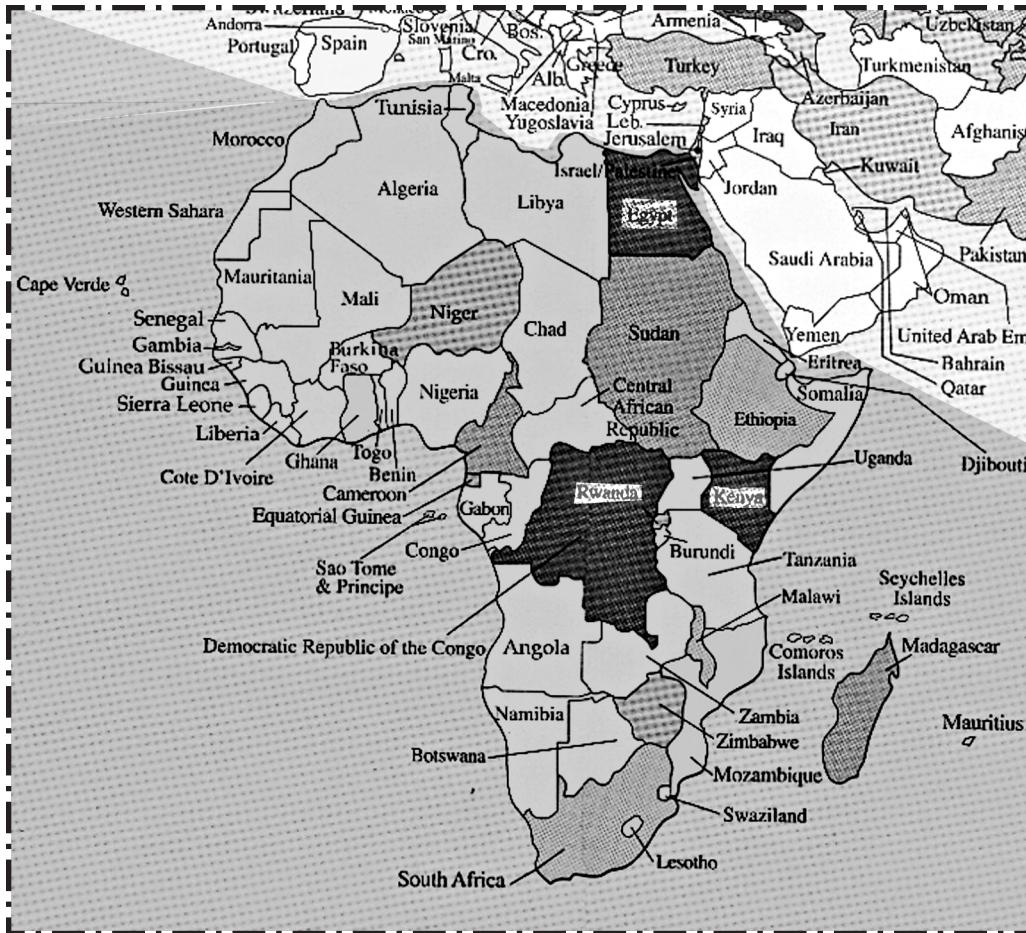 Andorra
Slovenia
Bos.
Armenia
Uzbekistan
Portugal
Spain
San Marino
Cro.
Greece
Turkey
Turkmenistan
Malta
Alb.
Macedonia
Yugoslavia
Cyprus
Leb.
Jerusalem
Syria
Azerbaijan
Tunisia
Iraq
Iran
Afghanis
Morocco
Israel/Palestine
Kuwait
Algeria
Jordan
Western Sahara
Libya
Egypt
Saudi Arabia
Pakistan
Cape Verde
Mauritania
Mali
Niger
Oman
Senegal
Chad
Sudan
Yemen
United Arab Em
Gambia
Burkina
Faso
Eritrea
Bahrain
Guinea Bissau
Guinea
Nigeria
Central
African
Republic
Somalia
Qatar
Sierra Leone
Ethiopia
Liberia
Togo
Ghana
Benin
Uganda
Djibouti
Cote D'Ivoire
Cameroon
Rwanda
Kenya
Equatorial Guinea
Gabon
Congo
Burundi
Tanzania
Sao Tome
& Principe
Seychelles
Islands
Malawi
Democratic Republic of the Congo
Angola
Comoros
Islands
Madagascar
Namibia
Zambia
Mauritius
Botswana
Zimbabwe
Mozambique
Swaziland
Lesotho
South Africa